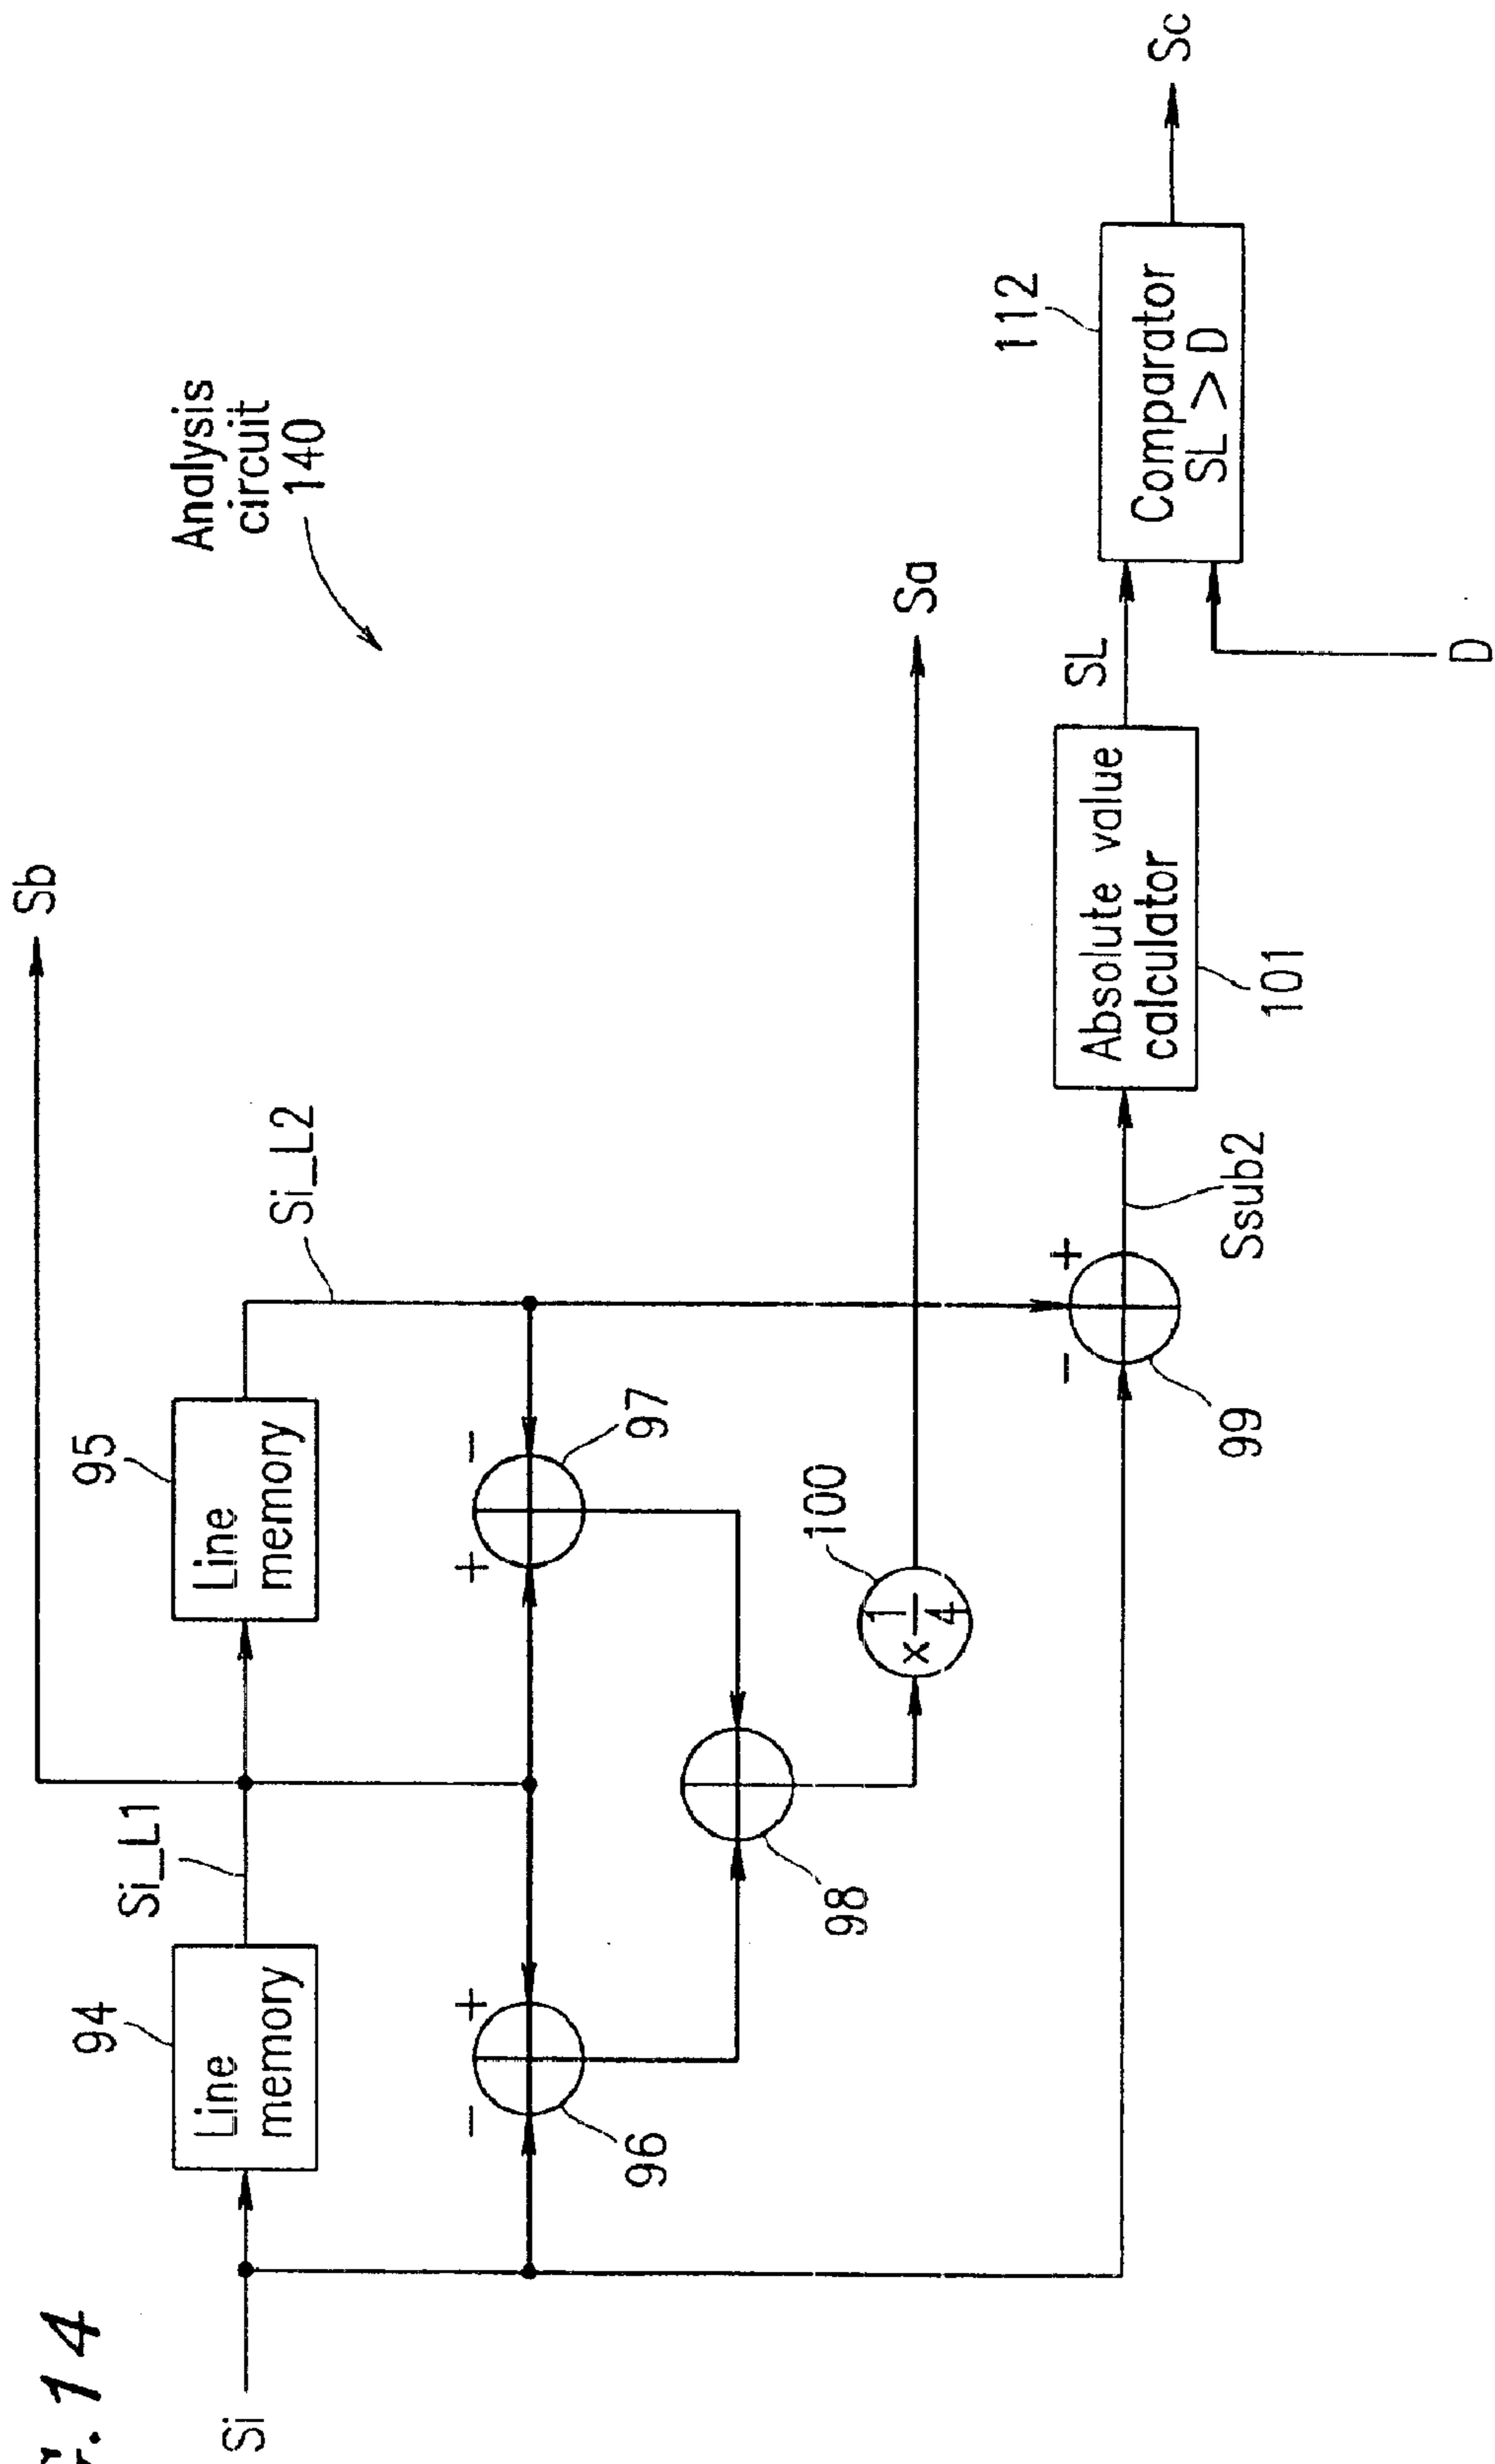 . 14
Analysis
circuit
140
Sb
Si
94
Line
memory
Si_L1
95
Line
memory
Si_L2
96
-
+
97
+
-
98
100
x 1/4
Sa
99
-
+
Ssub2
Absolute value
calculator
101
SL
D
112
Comparator
SL > D
Sc